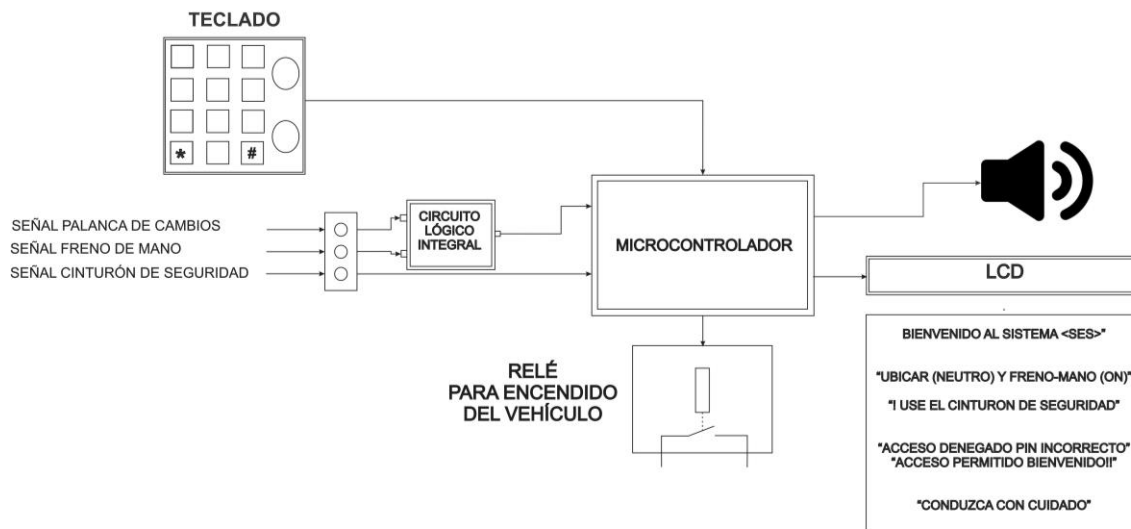 TECLADO
*
#
SEÑAL PALANCA DE CAMBIOS
SEÑAL FRENO DE MANO
SEÑAL CINTURÓN DE SEGURIDAD
CIRCUITO
LÓGICO
INTEGRAL
MICROCONTROLADOR
LCD
RELÉ
PARA ENCENDIDO
DEL VEHÍCULO
BIENVENIDO AL SISTEMA <SES>"
"UBICAR (NEUTRO) Y FRENO-MANO (ON)"
"I USE EL CINTURON DE SEGURIDAD"
"ACCESO DENEGADO PIN INCORRECTO"
"ACCESO PERMITIDO BIENVENIDO!!"
"CONDUZCA CON CUIDADO"